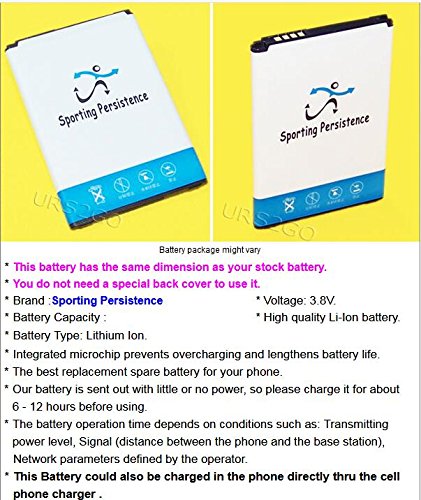 Sporting Persistence
Sporting Persistence
URS2GO
URS2GO
Battery package might vary
* This battery has the same dimension as your stock battery.
* You do not need a special back cover to use it.
* Brand :Sporting Persistence
* Voltage: 3.8V.
* Battery Capacity :
* High quality Li-Ion battery.
* Battery Type: Lithium Ion.
* Integrated microchip prevents overcharging and lengthens battery life.
* The best replacement spare battery for your phone.
* Our battery is sent out with little or no power, so please charge it for about
6 - 12 hours before using.
* The battery operation time depends on conditions such as: Transmitting
power level, Signal (distance between the phone and the base station),
Network parameters defined by the operator.
* This Battery could also be charged in the phone directly thru the cell
phone charger .